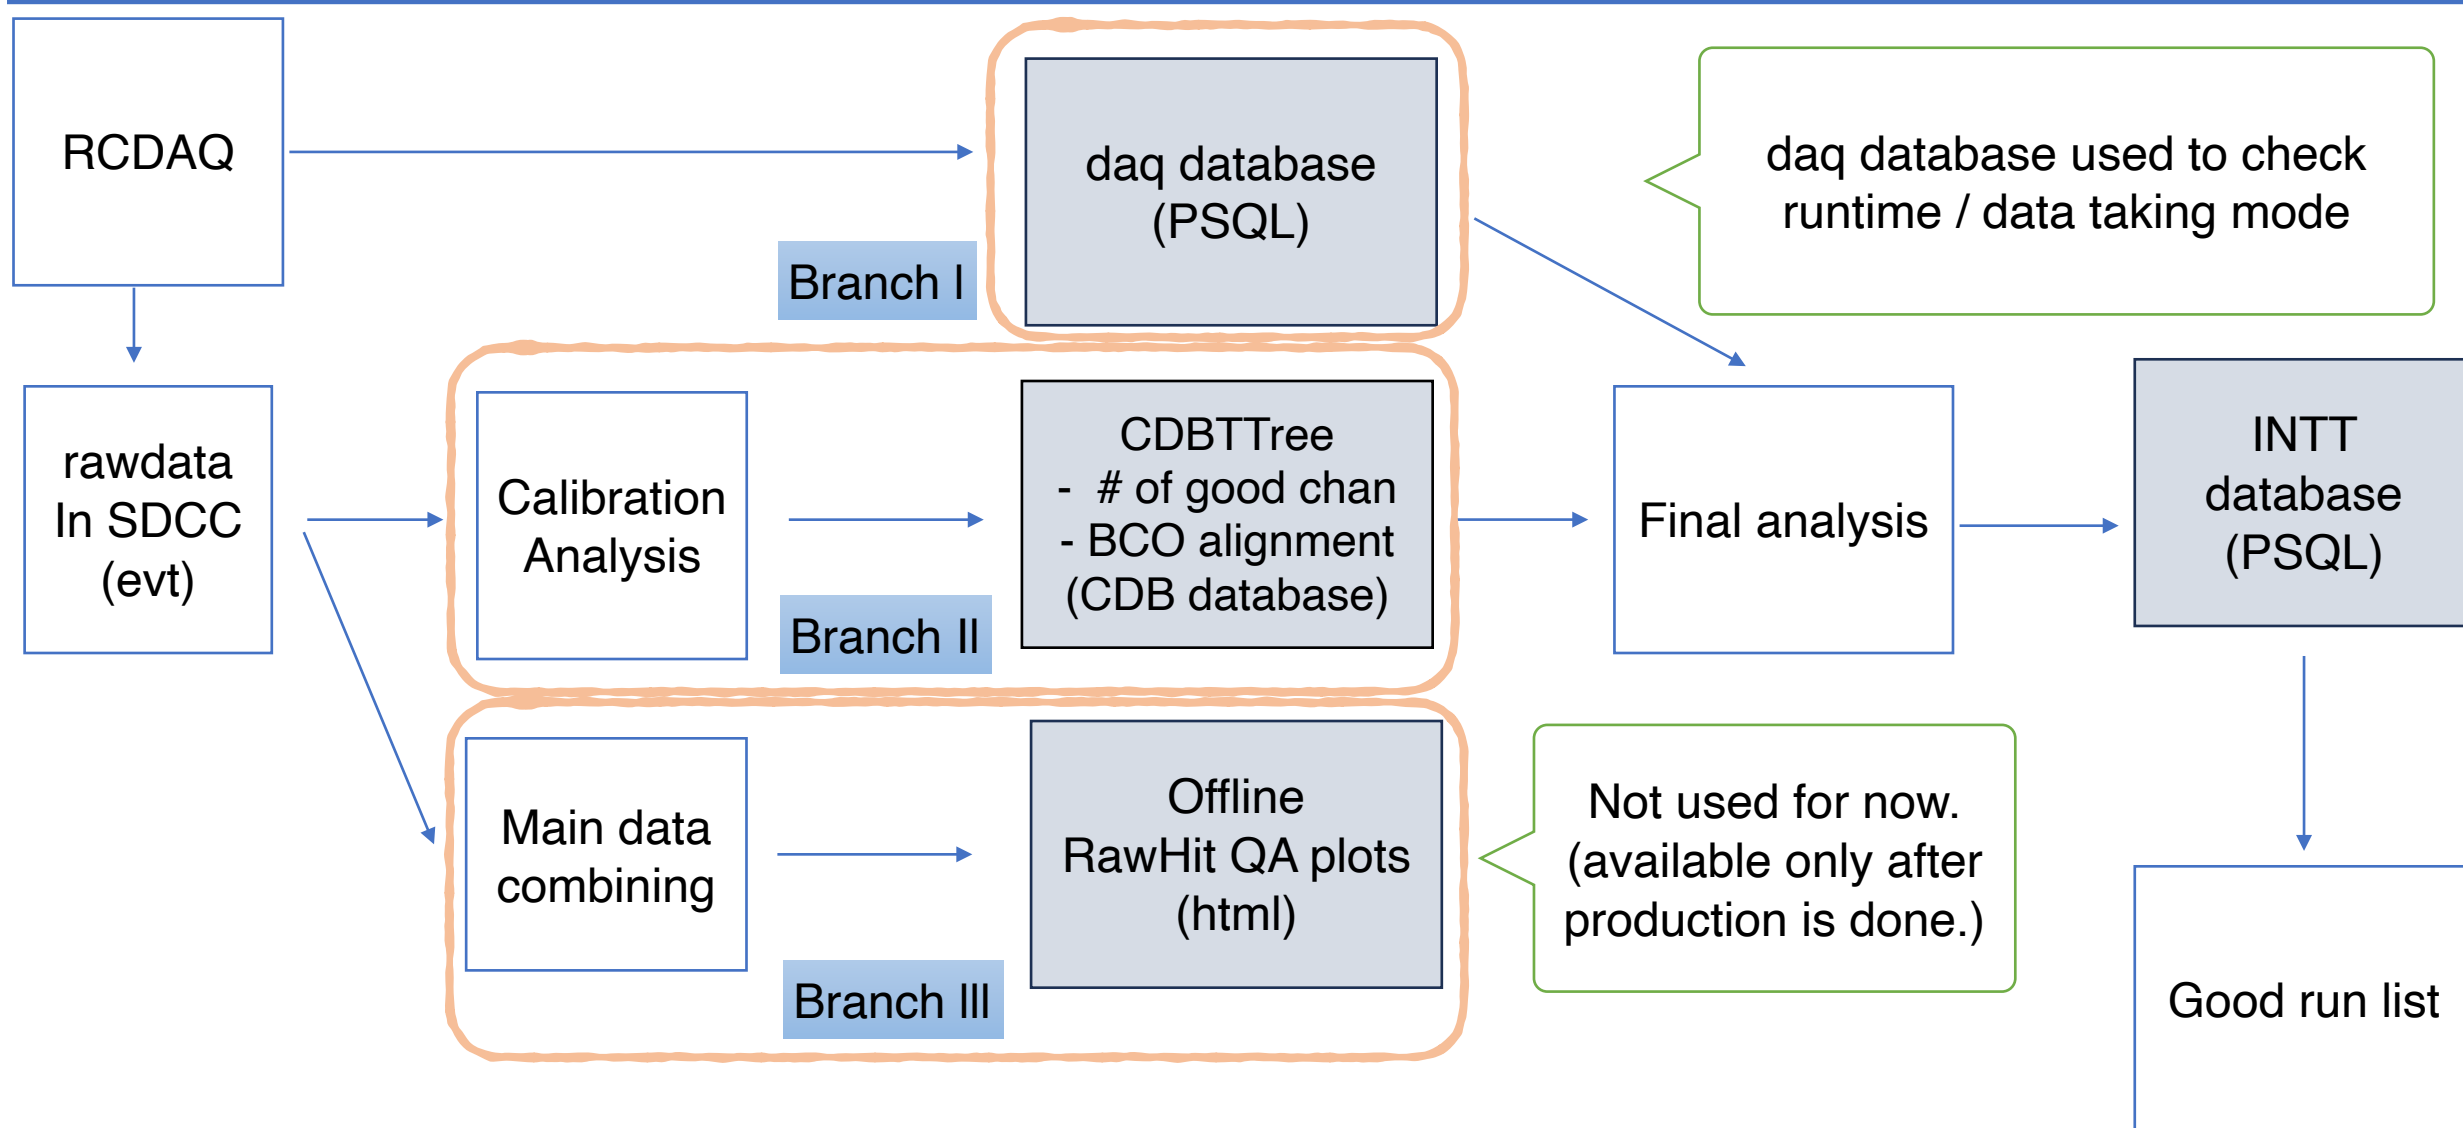 RCDAQ
daq database
(PSQL)
Branch I
daq database used to check
runtime / data taking mode
rawdata
In SDCC
(evt)
Calibration
Analysis
Branch II
CDBTTree
- # of good chan
- BCO alignment
(CDB database)
Final analysis
INTT
database
(PSQL)
Main data
combining
Branch III
Offline
RawHit QA plots
(html)
Not used for now.
(available only after
production is done.)
Good run list